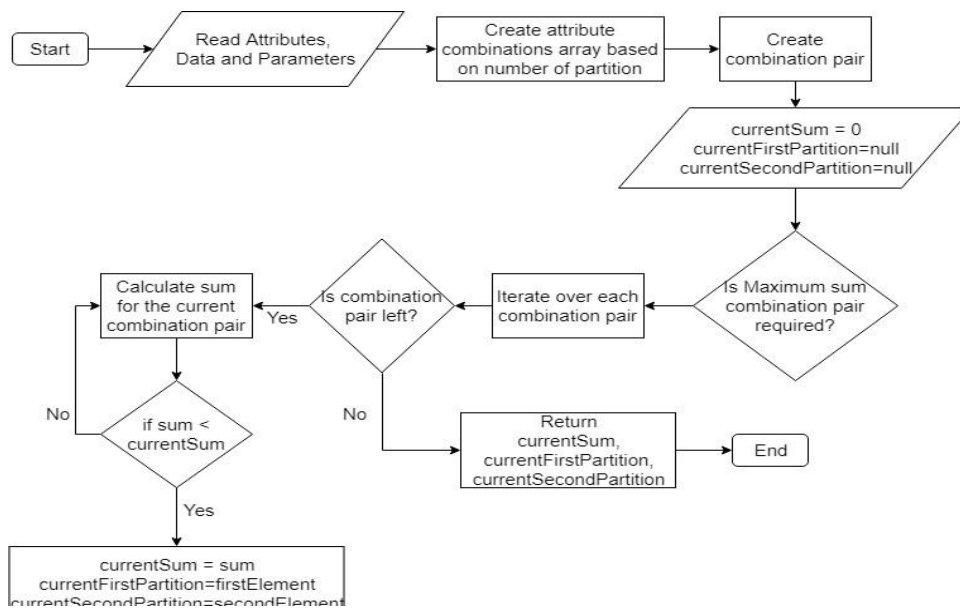 Start
Read Attributes,
Data and Parameters
Create attribute
combinations array based
on number of partition
Create
combination pair
currentSum = 0
currentFirstPartition=null
currentSecondPartition=null
Is Maximum sum
combination pair
required?
Iterate over each
combination pair
Is combination
pair left?
Yes
Calculate sum
for the current
combination pair
No
if sum <
currentSum
No
Return
currentSum,
currentFirstPartition,
currentSecondPartition
End
Yes
currentSum = sum
currentFirstPartition=firstElement
currentSecondPartition=secondElement